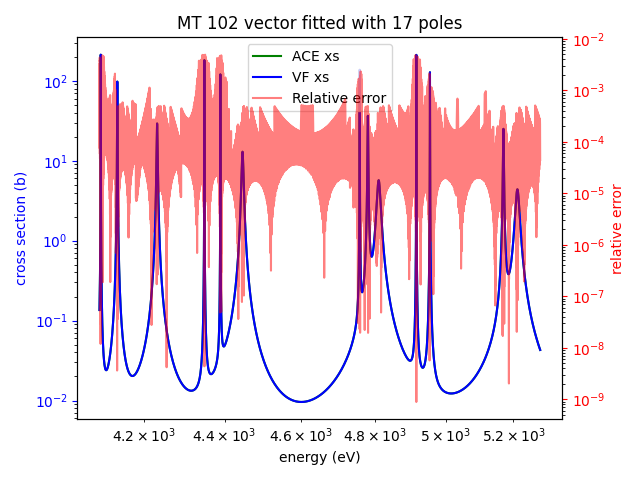 MT 102 vector fitted with 17 poles
ACE xs
VF xs
Relative error
cross section (b)
10²
10¹
10⁰
10⁻¹
10⁻²
relative error
10⁻²
10⁻³
10⁻⁴
10⁻⁵
10⁻⁶
10⁻⁷
10⁻⁸
10⁻⁹
4.2 × 10³ 4.4 × 10³ 4.6 × 10³ 4.8 × 10³ 5 × 10³ 5.2 × 10³
energy (eV)